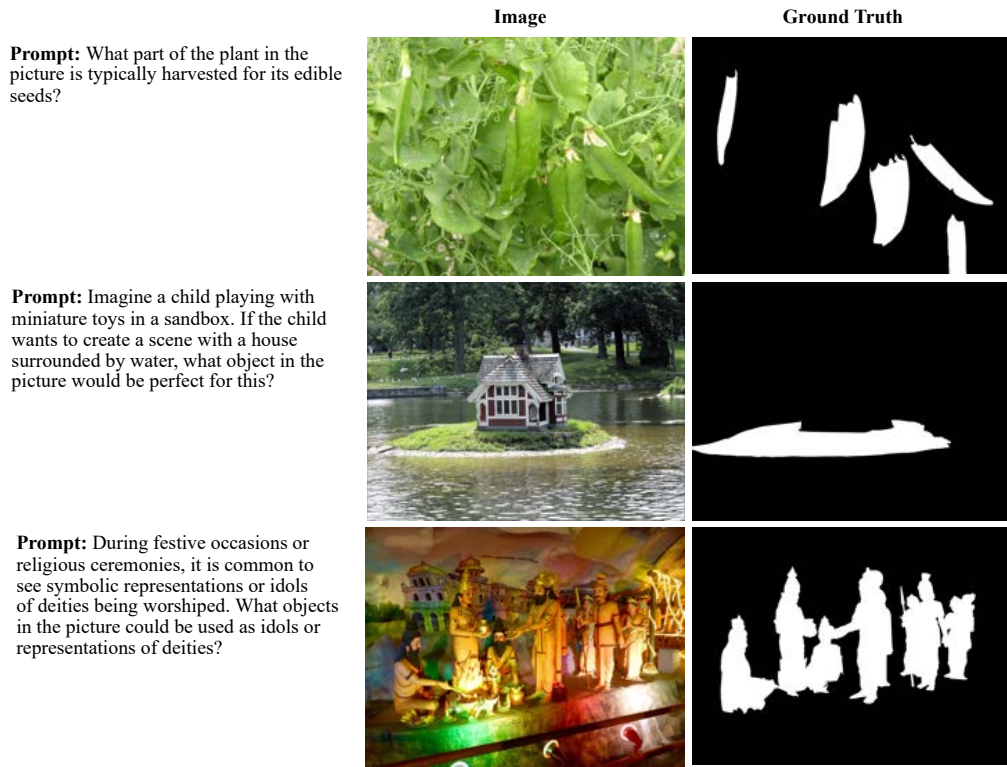 Image
Ground Truth
Prompt: What part of the plant in the
picture is typically harvested for its edible
seeds?
Prompt: Imagine a child playing with
miniature toys in a sandbox. If the child
wants to create a scene with a house
surrounded by water, what object in the
picture would be perfect for this?
Prompt: During festive occasions or
religious ceremonies, it is common to
see symbolic representations or idols
of deities being worshiped. What objects
in the picture could be used as idols or
representations of deities?